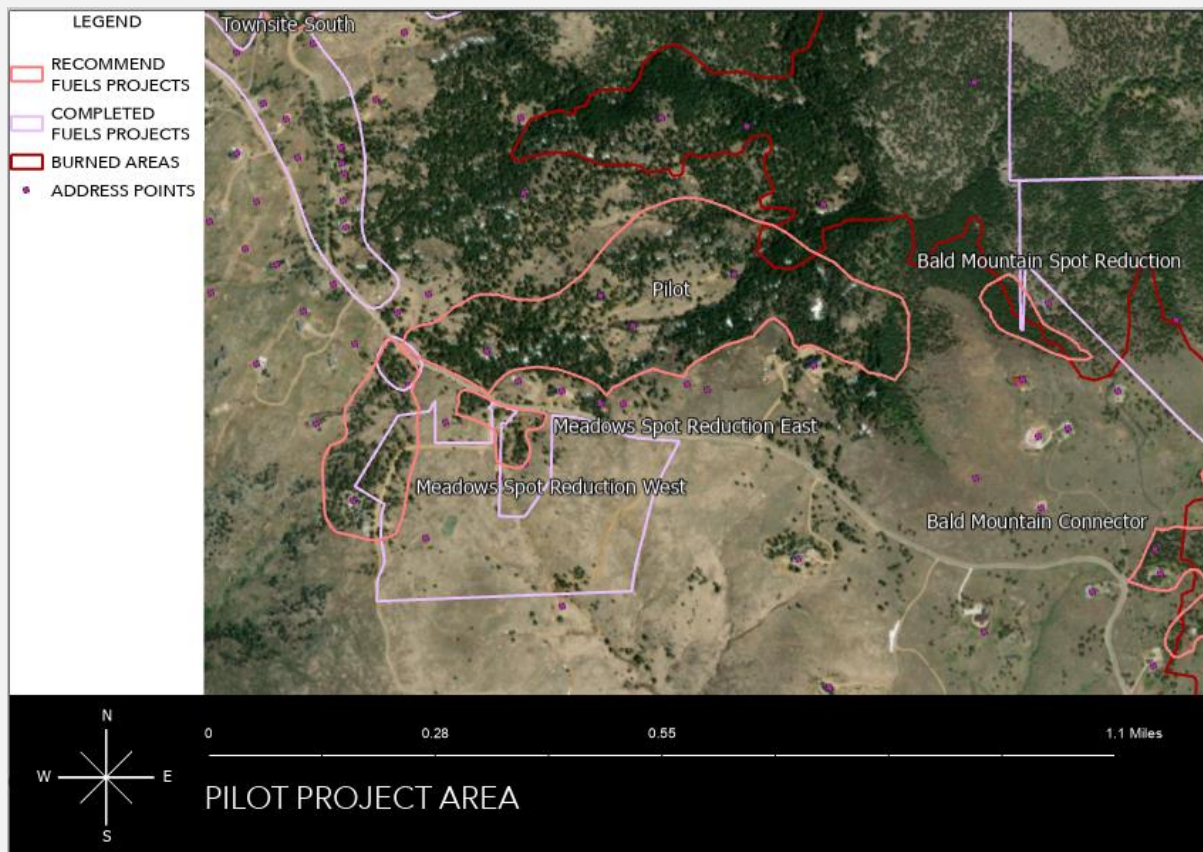 LEGEND
RECOMMEND
FUELS PROJECTS
COMPLETED
FUELS PROJECTS
BURNED AREAS
ADDRESS POINTS
Townsite South
Bald Mountain Spot Reduction
Pilot
Meadows Spot Reduction East
Meadows Spot Reduction West
Bald Mountain Connector
N
W
E
S
0
0.28
0.55
1.1 Miles
PILOT PROJECT AREA